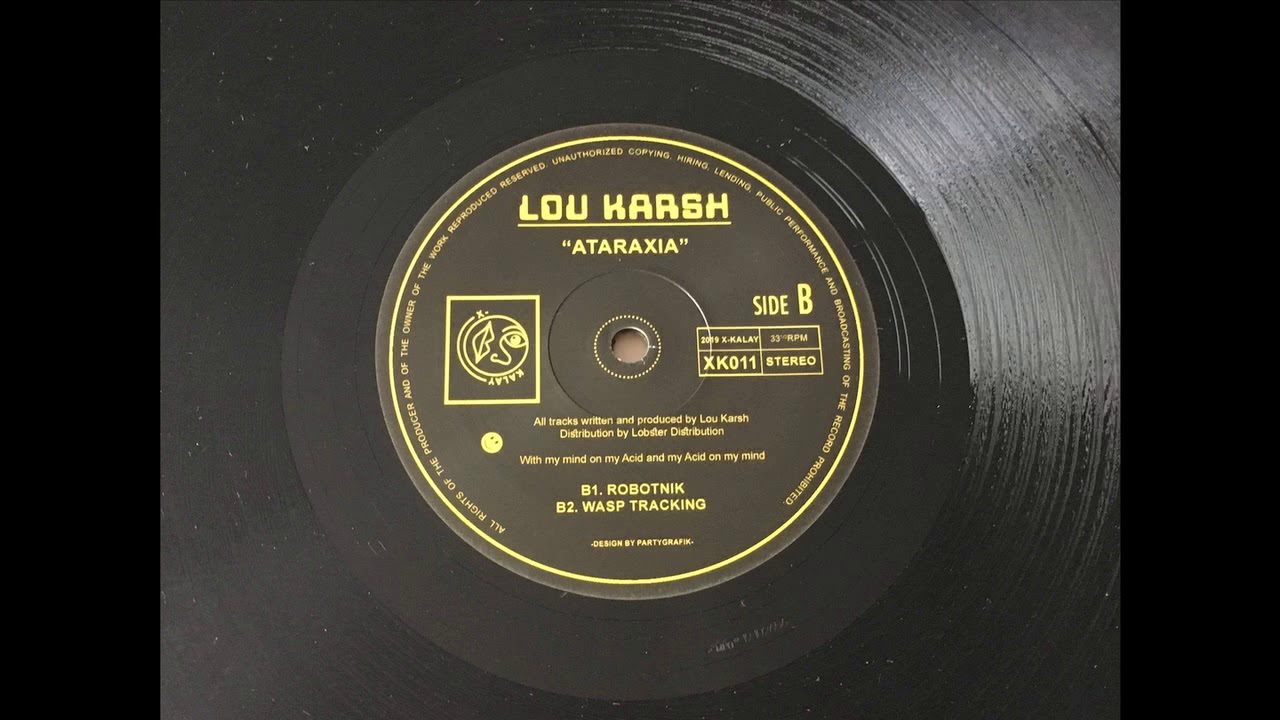 ALL RIGHTS OF THE PRODUCER AND OF THE OWNER OF THE WORK REPRODUCED RESERVED. UNAUTHORIZED COPYING, HIRING, LENDING, PUBLIC PERFORMANCE AND BROADCASTING OF THE RECORD PROHIBITED.
LOU KARSH
“ATARAXIA”
SIDE B
X-
KALAY
2019 X-KALAY
33⅓RPM
XK011
STEREO
All tracks written and produced by Lou Karsh
Distribution by Lobster Distribution
With my mind on my Acid and my Acid on my mind
B1. ROBOTNIK
B2. WASP TRACKING
-DESIGN BY PARTYGRAFIK-